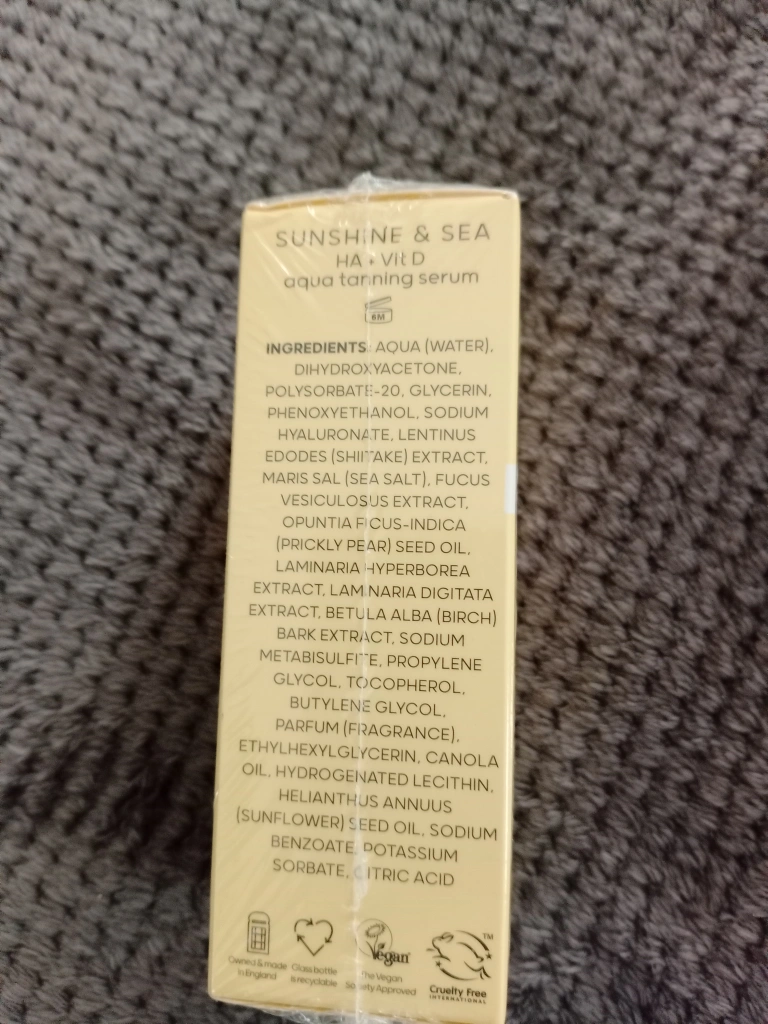 SUNSHINE & SEA
HA + Vit D
aqua tanning serum
6M
INGREDIENTS: AQUA (WATER),
DIHYDROXYACETONE,
POLYSORBATE-20, GLYCERIN,
PHENOXYETHANOL, SODIUM
HYALURONATE, LENTINUS
EDODES (SHIITAKE) EXTRACT,
MARIS SAL (SEA SALT), FUCUS
VESICULOSUS EXTRACT,
OPUNTIA FICUS-INDICA
(PRICKLY PEAR) SEED OIL,
LAMINARIA HYPERBOREA
EXTRACT, LAMINARIA DIGITATA
EXTRACT, BETULA ALBA (BIRCH)
BARK EXTRACT, SODIUM
METABISULFITE, PROPYLENE
GLYCOL, TOCOPHEROL,
BUTYLENE GLYCOL,
PARFUM (FRAGRANCE),
ETHYLHEXYLGLYCERIN, CANOLA
OIL, HYDROGENATED LECITHIN,
HELIANTHUS ANNUUS
(SUNFLOWER) SEED OIL, SODIUM
BENZOATE, POTASSIUM
SORBATE, CITRIC ACID
Owned & made
in England
Glass bottle
is recyclable
Vegan
The Vegan
Society Approved
TM
Cruelty Free
INTERNATIONAL